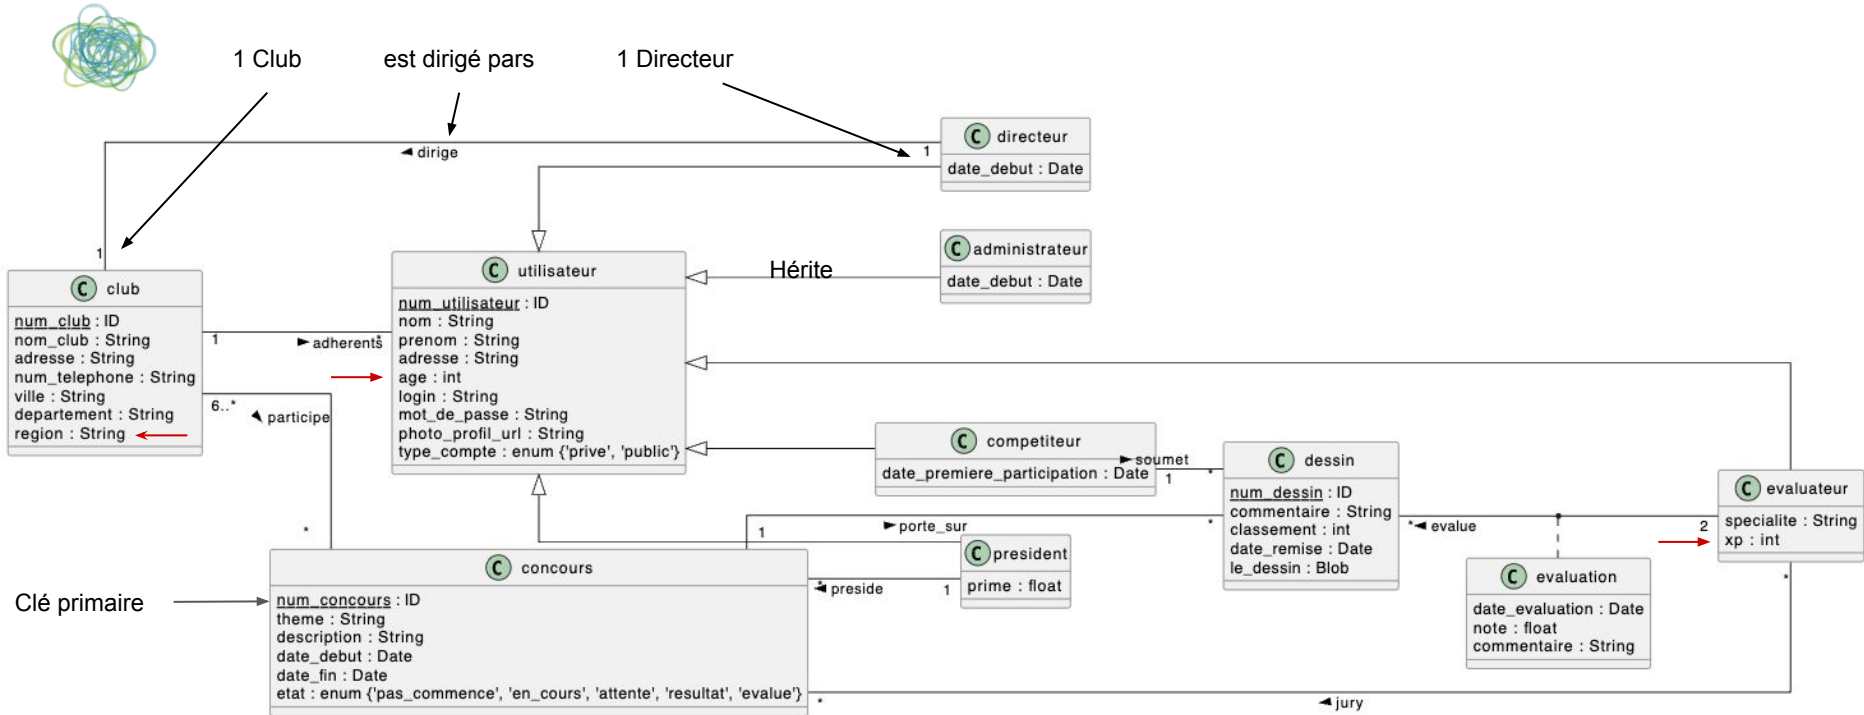 1 Club
est dirigé pars
1 Directeur
C directeur
date_debut : Date
dirige
1
1
C administrateur
date_debut : Date
Hérite
C club
num_club : ID
nom_club : String
adresse : String
num_telephone : String
ville : String
departement : String
region : String
C utilisateur
num_utilisateur : ID
nom : String
prenom : String
adresse : String
age : int
login : String
mot_de_passe : String
photo_profil_url : String
type_compte : enum {'prive', 'public'}
1
adherents
*
6..*
participe
*
C competiteur
date_premiere_participation : Date
soumet
1
*
C dessin
num_dessin : ID
commentaire : String
classement : int
date_remise : Date
le_dessin : Blob
C evaluateur
specialite : String
xp : int
*
evalue
2
1
porte_sur
*
C president
prime : float
*
preside
1
C evaluation
date_evaluation : Date
note : float
commentaire : String
Clé primaire
C concours
num_concours : ID
theme : String
description : String
date_debut : Date
date_fin : Date
etat : enum {'pas_commence', 'en_cours', 'attente', 'resultat', 'evalue'}
*
jury
*